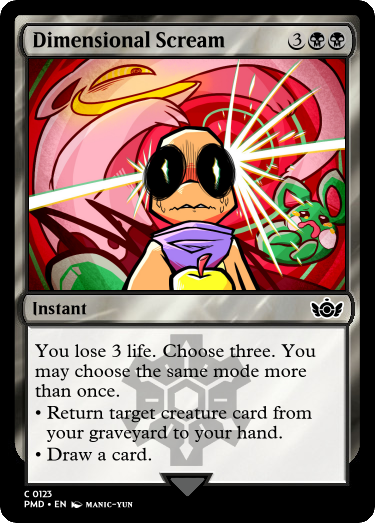 Dimensional Scream 3
Instant
You lose 3 life. Choose three. You
may choose the same mode more
than once.
• Return target creature card from
your graveyard to your hand.
• Draw a card.
C 0123
PMD • EN MANIC-YUN